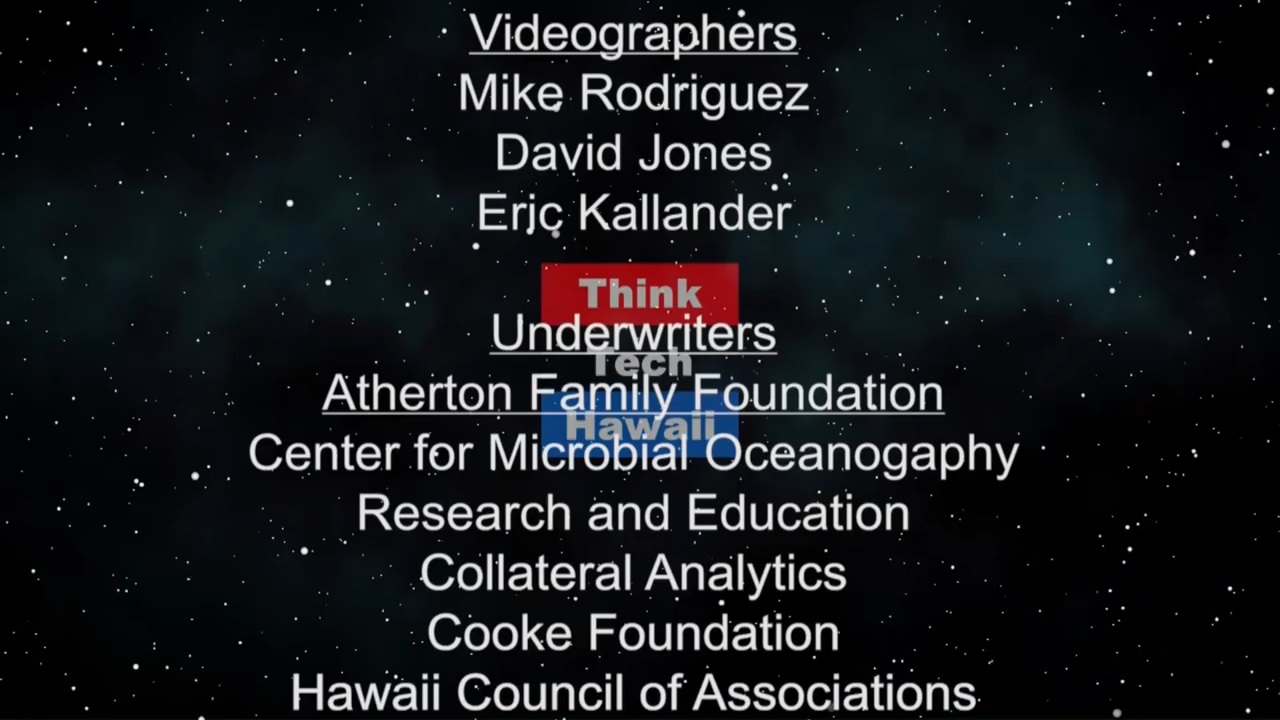 Videographers
Mike Rodriguez
David Jones
Eric Kallander
Think
Underwriters
Tech
Atherton Family Foundation
Hawaii
Center for Microbial Oceanogaphy
Research and Education
Collateral Analytics
Cooke Foundation
Hawaii Council of Associations